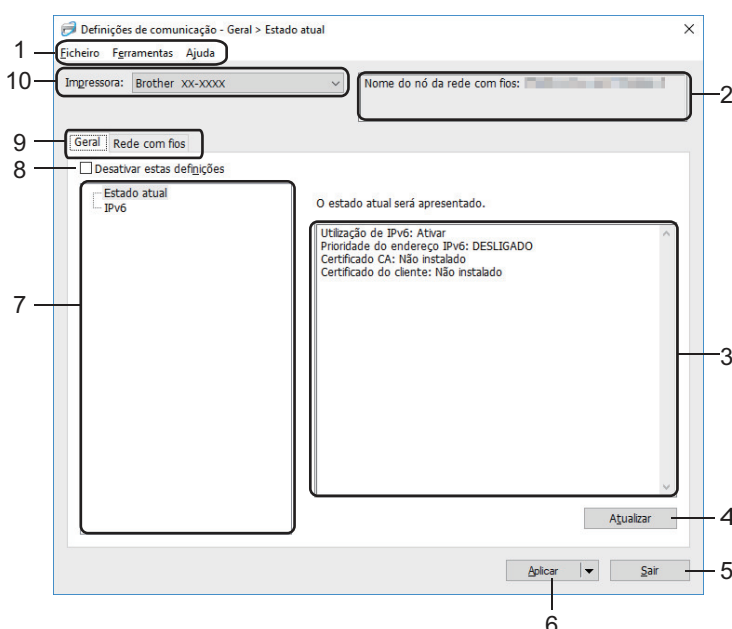 Definições de comunicação - Geral > Estado atual
1
Ficheiro Ferramentas Ajuda
10
Impressora: Brother XX-XXXX
Nome do nó da rede com fios:
2
9
Geral Rede com fios
8
Desativar estas definições
Estado atual
IPv6
O estado atual será apresentado.
Utilização de IPv6: Ativar
Prioridade do endereço IPv6: DESLIGADO
Certificado CA: Não instalado
Certificado do cliente: Não instalado
7
3
Atualizar
4
Aplicar
Sair
5
6